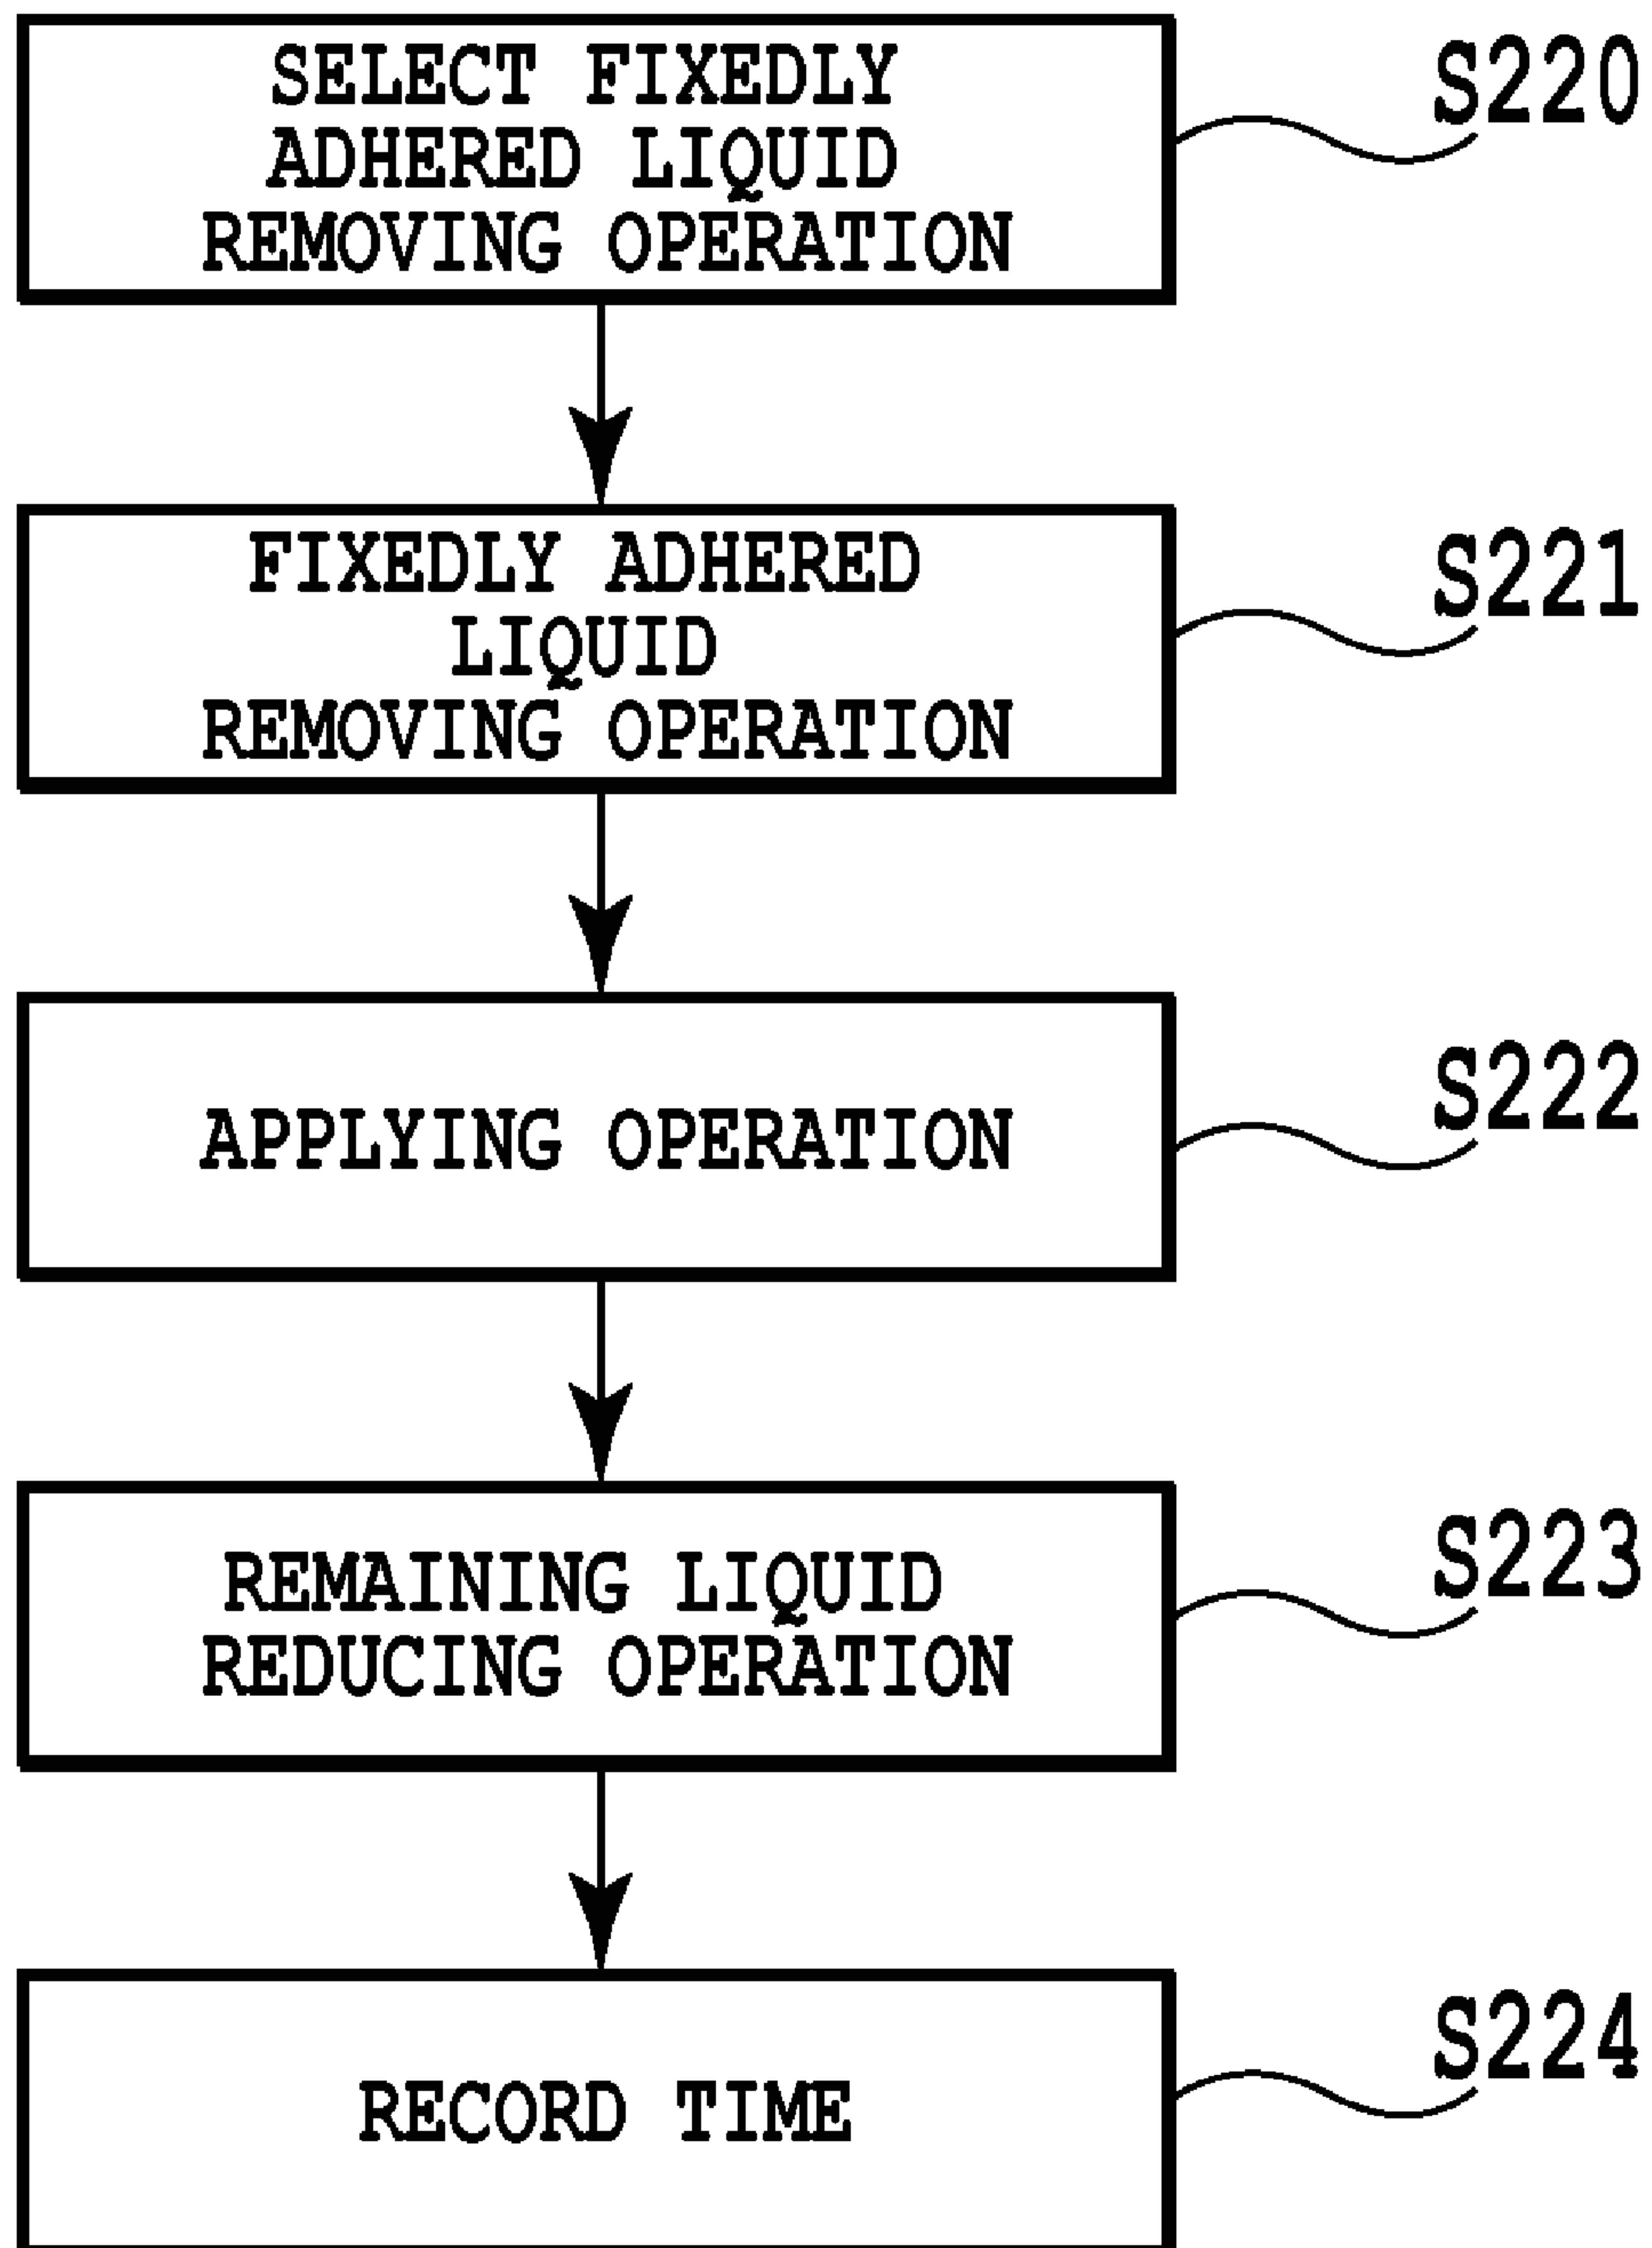 SELECT FIXEDLY
ADHERED LIQUID
REMOVING OPERATION
S220
FIXEDLY ADHERED
LIQUID
REMOVING OPERATION
S221
APPLYING OPERATION
S222
REMAINING LIQUID
REDUCING OPERATION
S223
RECORD TIME
S224